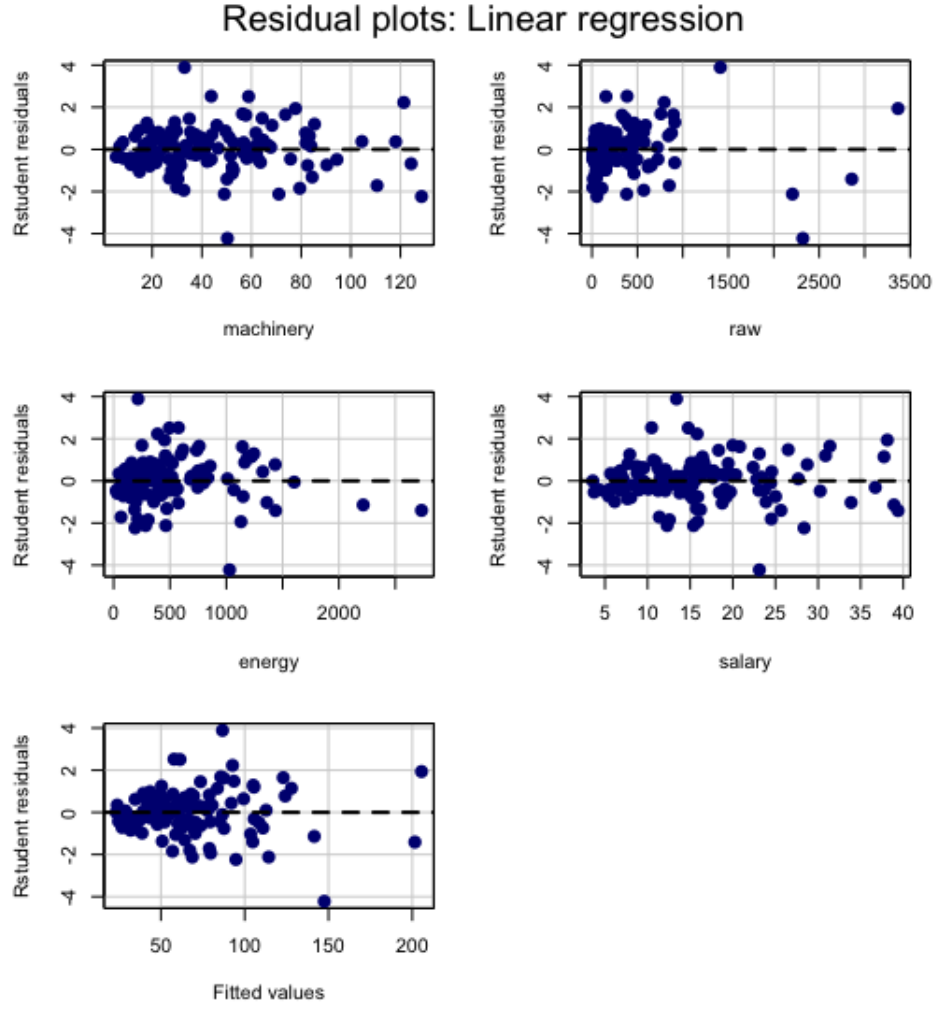 Residual plots: Linear regression
Rstudent residuals
4
2
0
-2
-4
20 40 60 80 100 120
machinery
Rstudent residuals
4
2
0
-2
-4
0 500 1500 2500 3500
raw
Rstudent residuals
4
2
0
-2
-4
0 500 1000 2000
energy
Rstudent residuals
4
2
0
-2
-4
5 10 15 20 25 30 35 40
salary
Rstudent residuals
4
2
0
-2
-4
50 100 150 200
Fitted values